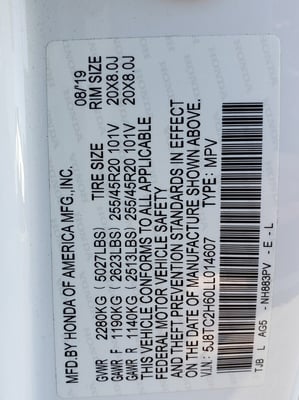 MFD.BY HONDA OF AMERICA MFG.,INC. 08/19
TIRE SIZE RIM SIZE
GVWR 2280KG (5027LBS)
GAWR F 1190KG (2623LBS) 255/45R20 101V 20X8.0J
GAWR R 1140KG (2513LBS) 255/45R20 101V 20X8.0J
THIS VEHICLE CONFORMS TO ALL APPLICABLE
FEDERAL MOTOR VEHICLE SAFETY
AND THEFT PREVENTION STANDARDS IN EFFECT
ON THE DATE OF MANUFACTURE SHOWN ABOVE.
V.I.N.: 5J8TC2H60LL014607 TYPE: MPV
TJB L AG5 - NH883PV - E - L